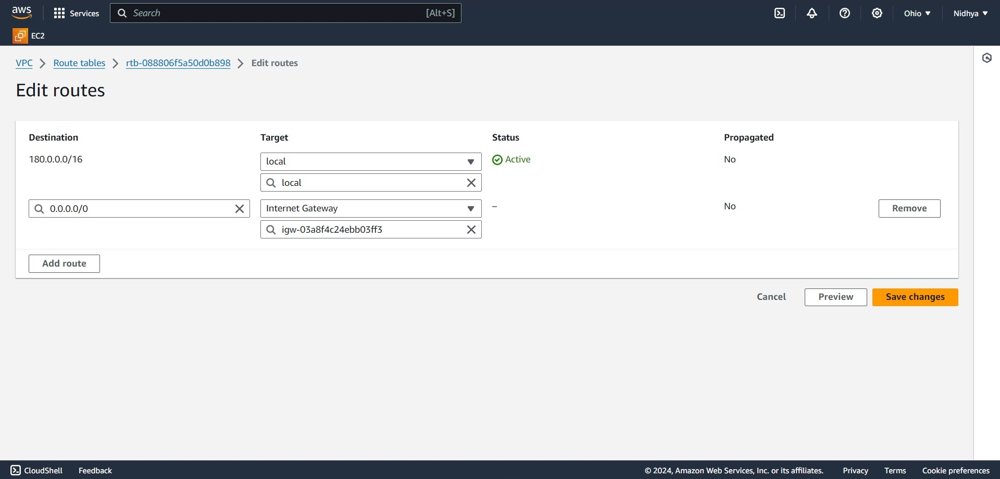 aws Services Search [Alt+S] Ohio Nidhya
EC2
VPC Route tables rtb-088806f5a50d0b898 Edit routes
Edit routes
Destination Target Status Propagated
180.0.0.0/16 local Active No
local
0.0.0.0/0 Internet Gateway – No Remove
igw-03a8f4c24ebb03ff3
Add route
Cancel Preview Save changes
CloudShell Feedback © 2024, Amazon Web Services, Inc. or its affiliates. Privacy Terms Cookie preferences